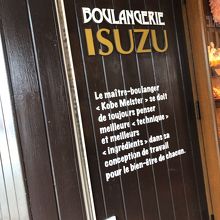 BOULANGERIE
ISUZU
Le maître-boulanger
< Kobe Meister > se doit
de toujours penser
meilleure < technique >
et meilleurs
< ingrédients > dans sa
conception de travail
pour le bien-être de chacun.